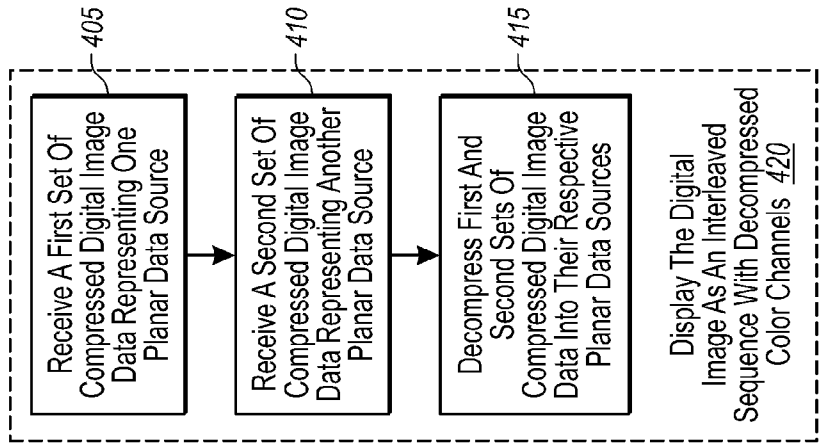 Receive A First Set Of
Compressed Digital Image
Data Representing One
Planar Data Source
405
Receive A Second Set Of
Compressed Digital Image
Data Representing Another
Planar Data Source
410
Decompress First And
Second Sets Of
Compressed Digital Image
Data Into Their Respective
Planar Data Sources
415
Display The Digital
Image As An Interleaved
Sequence With Decompressed
Color Channels 420